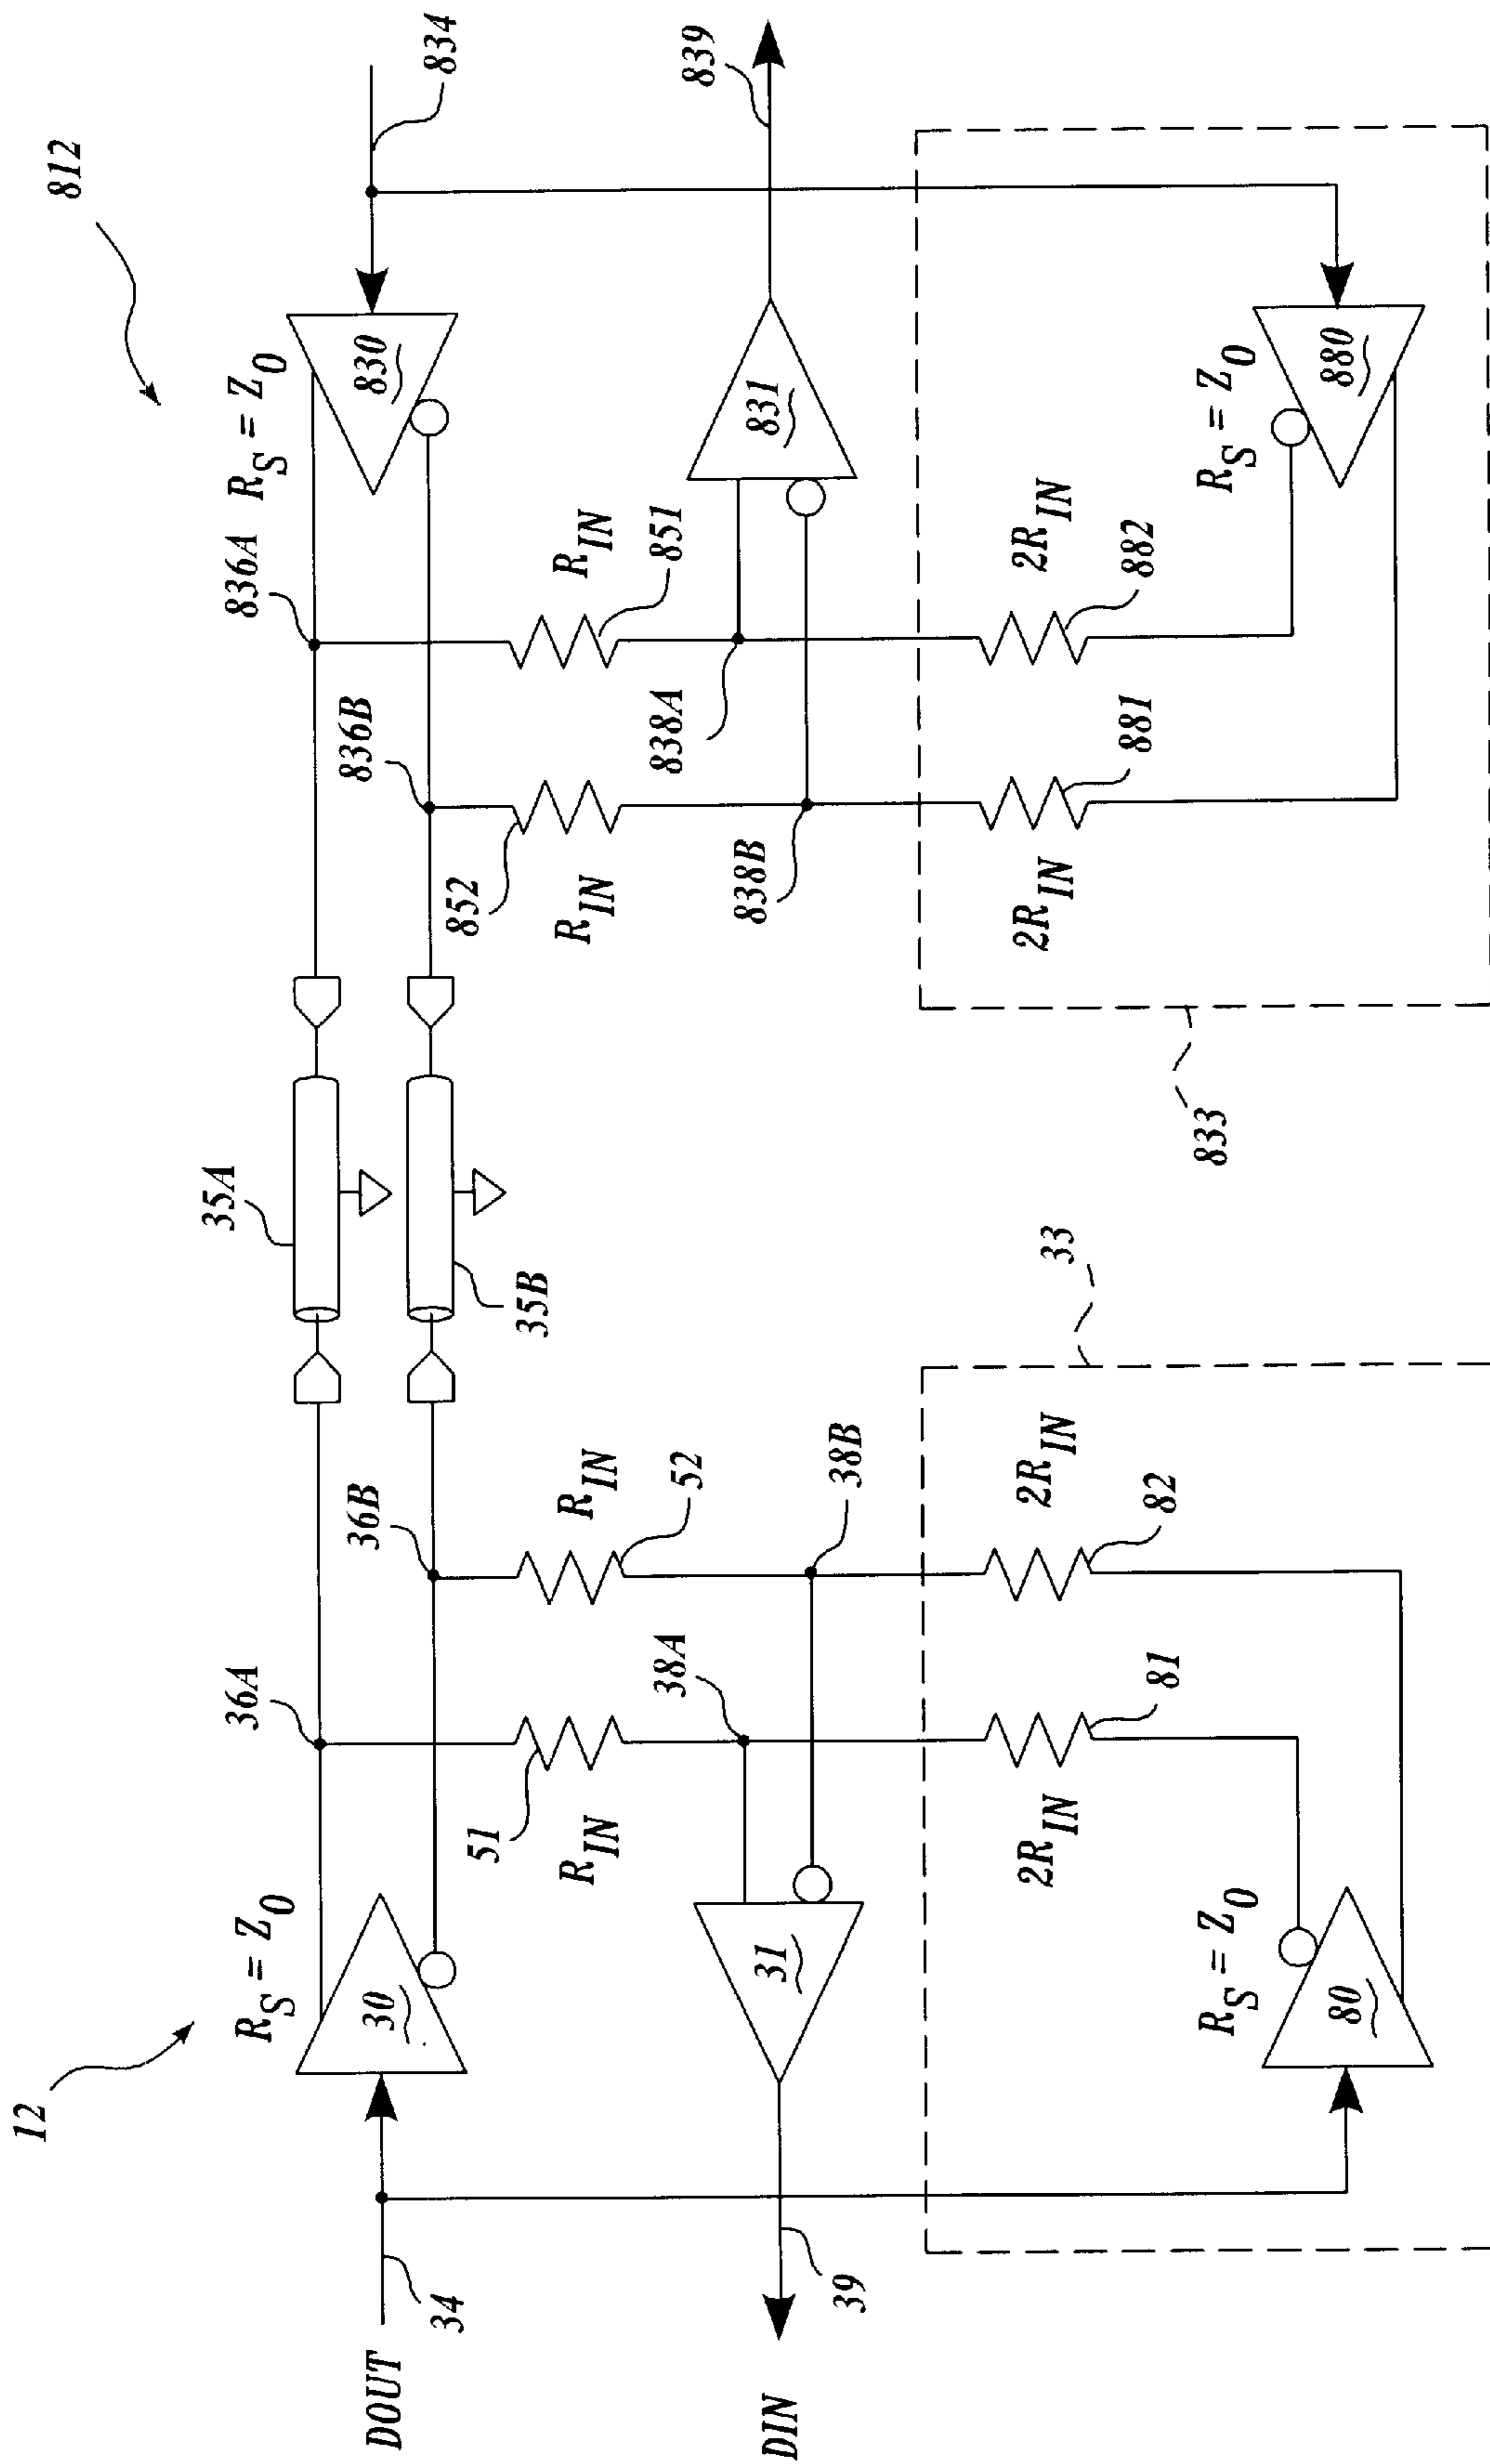 12
812
R_S = Z_0
36A
35A
836A
R_S = Z_0
DOUT
34
30
36B
35B
836B
830
834
51
52
852
851
R_IN
R_IN
R_IN
R_IN
38A
838A
839
DIN
39
31
38B
838B
831
2R_IN
2R_IN
33
2R_IN
2R_IN
81
82
881
882
R_S = Z_0
833
R_S = Z_0
80
880